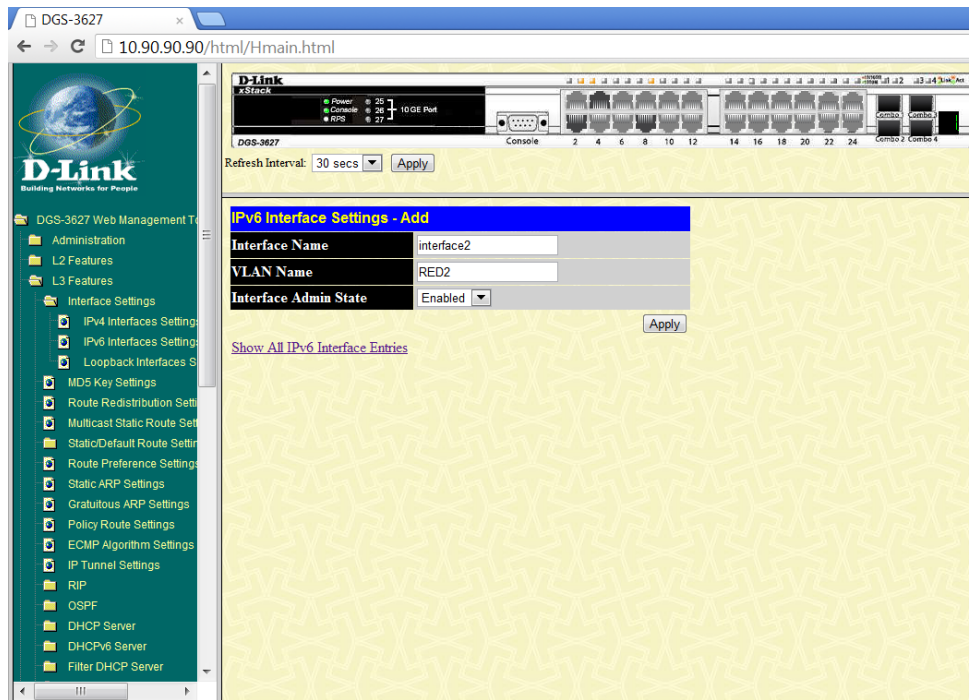 DGS-3627
10.90.90.90/html/Hmain.html
D-Link
Building Networks for People
DGS-3627 Web Management To
Administration
L2 Features
L3 Features
Interface Settings
IPv4 Interfaces Settings
IPv6 Interfaces Settings
Loopback Interfaces S
MD5 Key Settings
Route Redistribution Setti
Multicast Static Route Sett
Static/Default Route Settin
Route Preference Settings
Static ARP Settings
Gratuitous ARP Settings
Policy Route Settings
ECMP Algorithm Settings
IP Tunnel Settings
RIP
OSPF
DHCP Server
DHCPv6 Server
Filter DHCP Server
D-Link
xStack
Power 25
Console 26 10GE Port
RPS 27
DGS-3627
Console
2 4 6 8 10 12
14 16 18 20 22 24
Combo 1 Combo 3
Combo 2 Combo 4
Refresh Interval: 30 secs Apply
IPv6 Interface Settings - Add
Interface Name interface2
VLAN Name RED2
Interface Admin State Enabled
Apply
Show All IPv6 Interface Entries